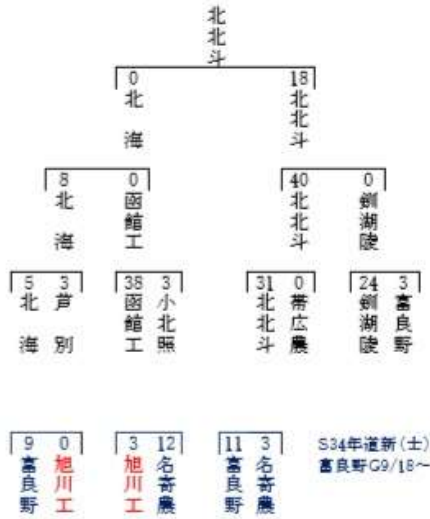 北北斗
0 18
北海 北北斗
8 0 40 0
北海 函館工 北北斗 釧湖陵
5 3 38 3 31 0 24 3
北海 芦別 函館工 小北照 北北斗 帯広農 釧湖陵 富良野
9 0 3 12 11 3
富良野 旭川工 旭川工 名寄農 富良野 名寄農
S34年道新(士)
富良野G9/18~